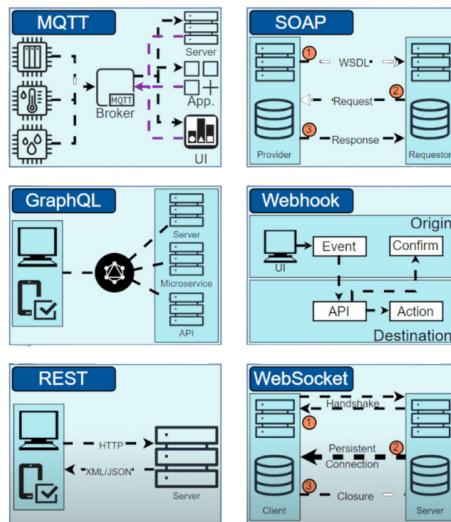 MQTT
Server
MQTT
Broker
App.
UI
SOAP
1
WSDL
2
Request
3
Response
Provider
Requestor
GraphQL
Server
Microservice
API
Webhook
Origin
Event
Confirm
UI
API
Action
Destination
REST
HTTP
XML/JSON
Server
WebSocket
Handshake
1
Persistent
2
Connection
3
Closure
Client
Server